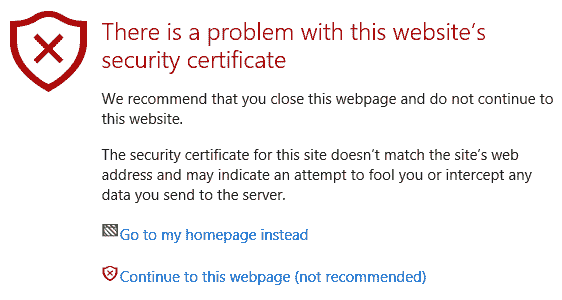 There is a problem with this website's
security certificate
We recommend that you close this webpage and do not continue to
this website.
The security certificate for this site doesn't match the site's web
address and may indicate an attempt to fool you or intercept any
data you send to the server.
Go to my homepage instead
Continue to this webpage (not recommended)